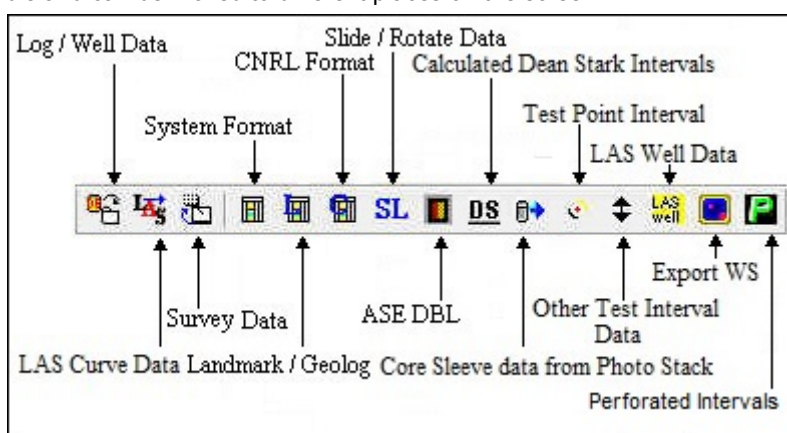 Log / Well Data
Slide / Rotate Data
CNRL Format
Calculated Dean Stark Intervals
Test Point Interval
System Format
LAS Well Data
LAS
SL
DS
LAS
well
P
Export WS
Survey Data
ASE DBL
Other Test Interval
Data
LAS Curve Data
Landmark / Geolog
Core Sleeve data from Photo Stack
Perforated Intervals